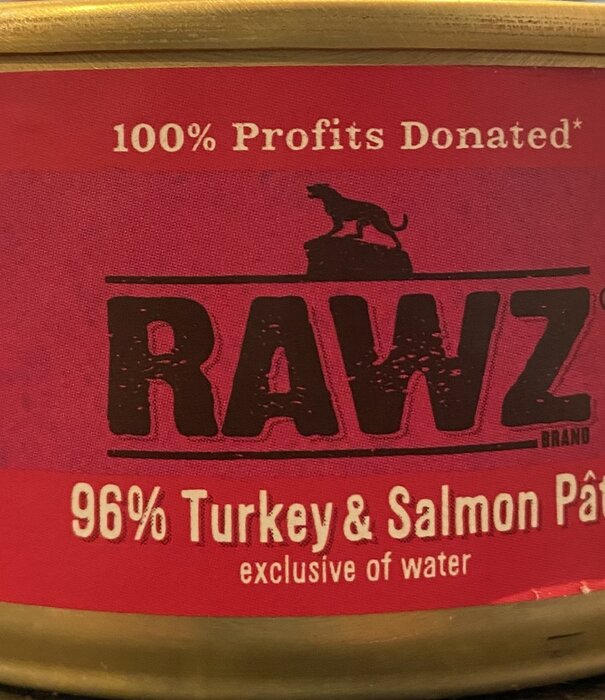 100% Profits Donated*
RAWZ
BRAND
96% Turkey & Salmon Pât
exclusive of water